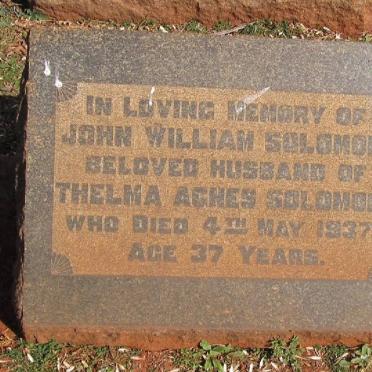 IN LOVING MEMORY OF
JOHN WILLIAM SOLOMON
BELOVED HUSBAND OF
THELMA AGNES SOLOMON
WHO DIED 4TH MAY 1937
AGE 37 YEARS.